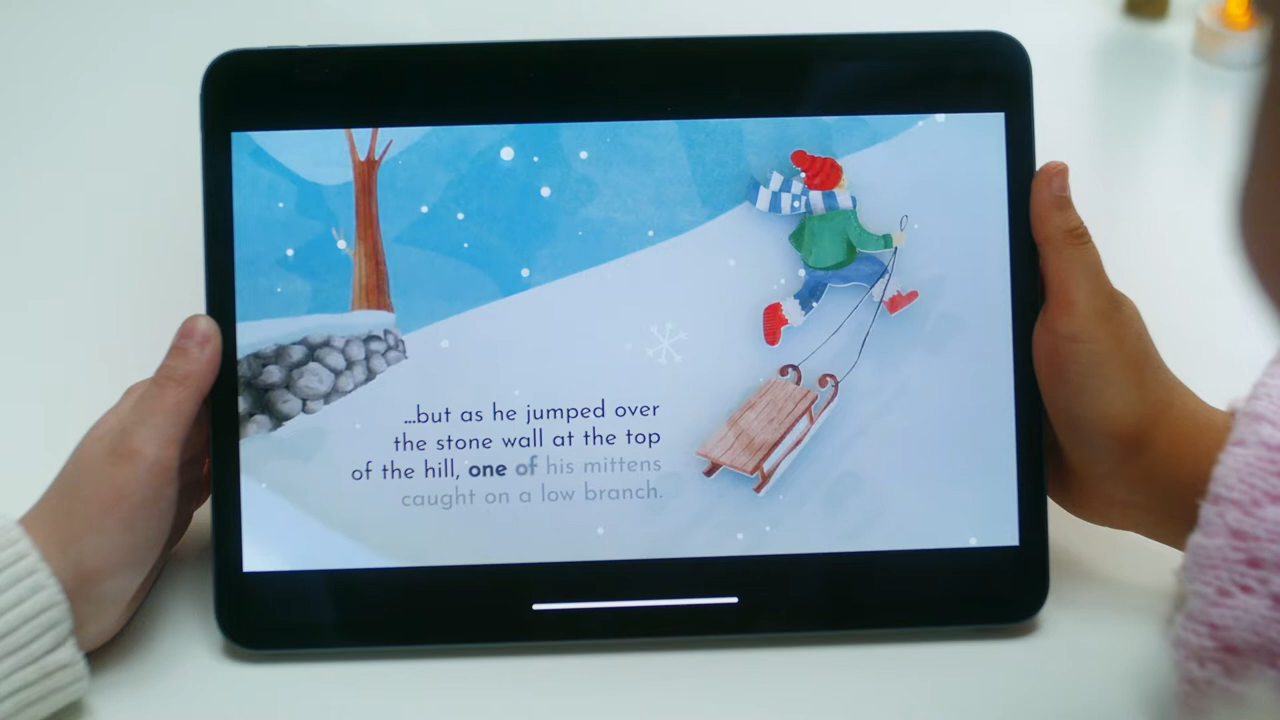 ...but as he jumped over
the stone wall at the top
of the hill, one of his mittens
caught on a low branch.